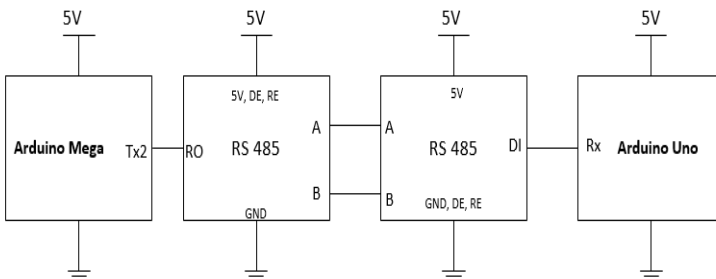 5V
5V
5V
5V
Arduino Mega
Tx2
5V, DE, RE
RO
RS 485
A
B
GND
5V
A
RS 485
DI
B
GND, DE, RE
Rx
Arduino Uno